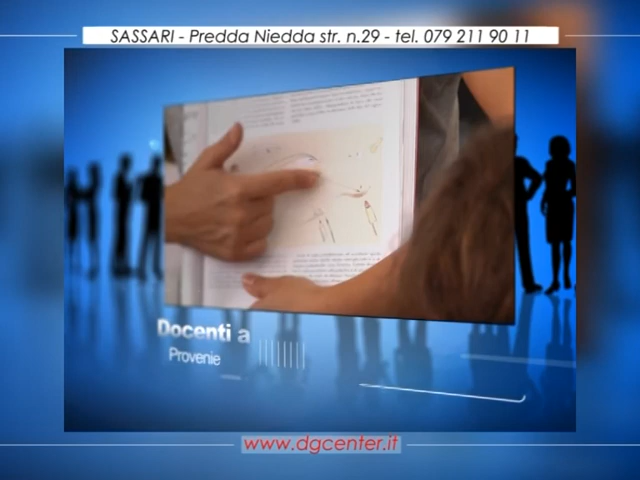 SASSARI - Predda Niedda str. n.29 - tel. 079 211 90 11
Docenti a
Provenie
www.dgcenter.it